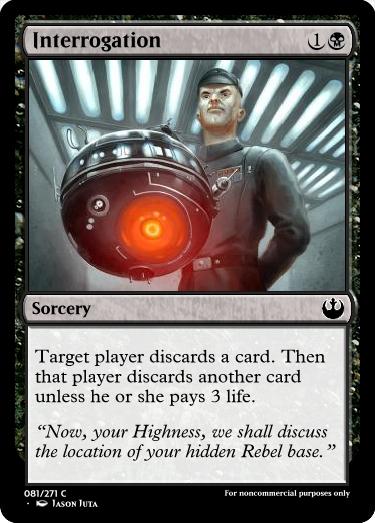 Interrogation 1
Sorcery
Target player discards a card. Then
that player discards another card
unless he or she pays 3 life.
“Now, your Highness, we shall discuss
the location of your hidden Rebel base.”
081/271 C
For noncommercial purposes only
· Jason Juta